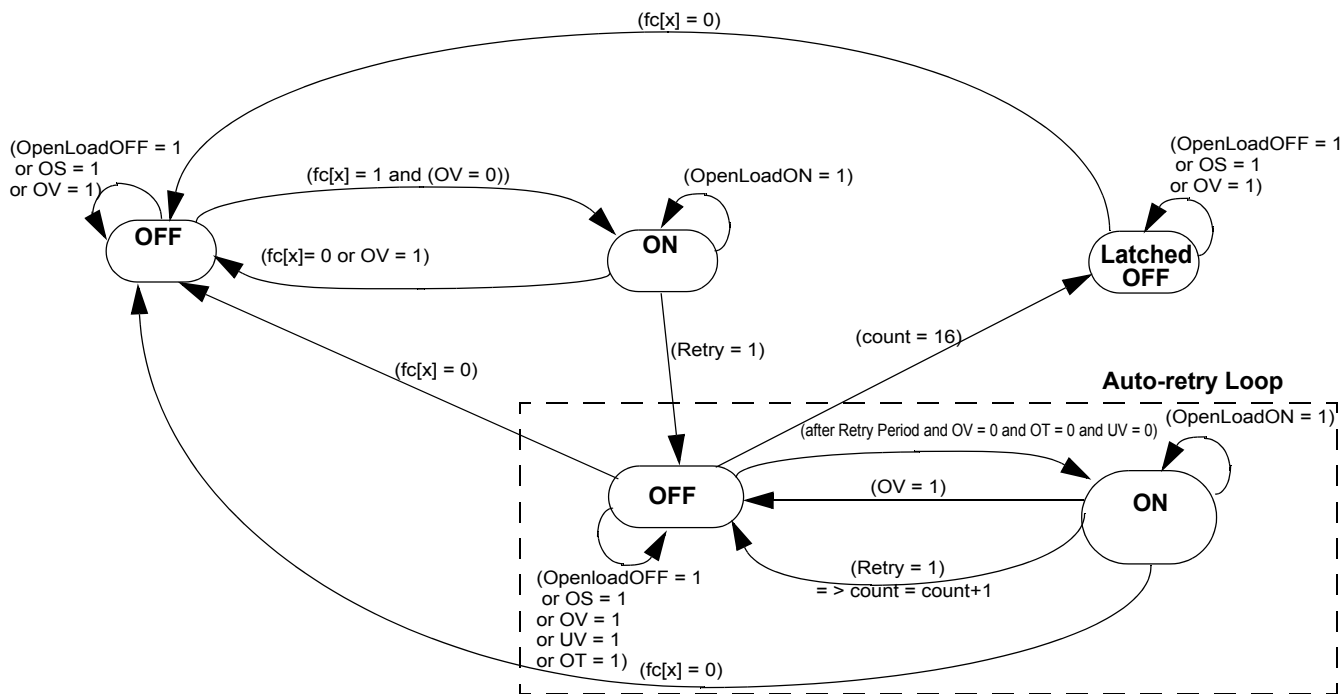 (fc[x] = 0)
(OpenLoadOFF = 1
or OS = 1
or OV = 1)
(fc[x] = 1 and (OV = 0))
(OpenLoadON = 1)
(OpenLoadOFF = 1
or OS = 1
or OV = 1)
OFF
(fc[x]= 0 or OV = 1)
ON
Latched
OFF
(Retry = 1)
(count = 16)
(fc[x] = 0)
Auto-retry Loop
(OpenLoadON = 1)
(after Retry Period and OV = 0 and OT = 0 and UV = 0)
OFF
(OV = 1)
ON
(Retry = 1)
= > count = count+1
(OpenloadOFF = 1
or OS = 1
or OV = 1
or UV = 1
or OT = 1)
(fc[x] = 0)